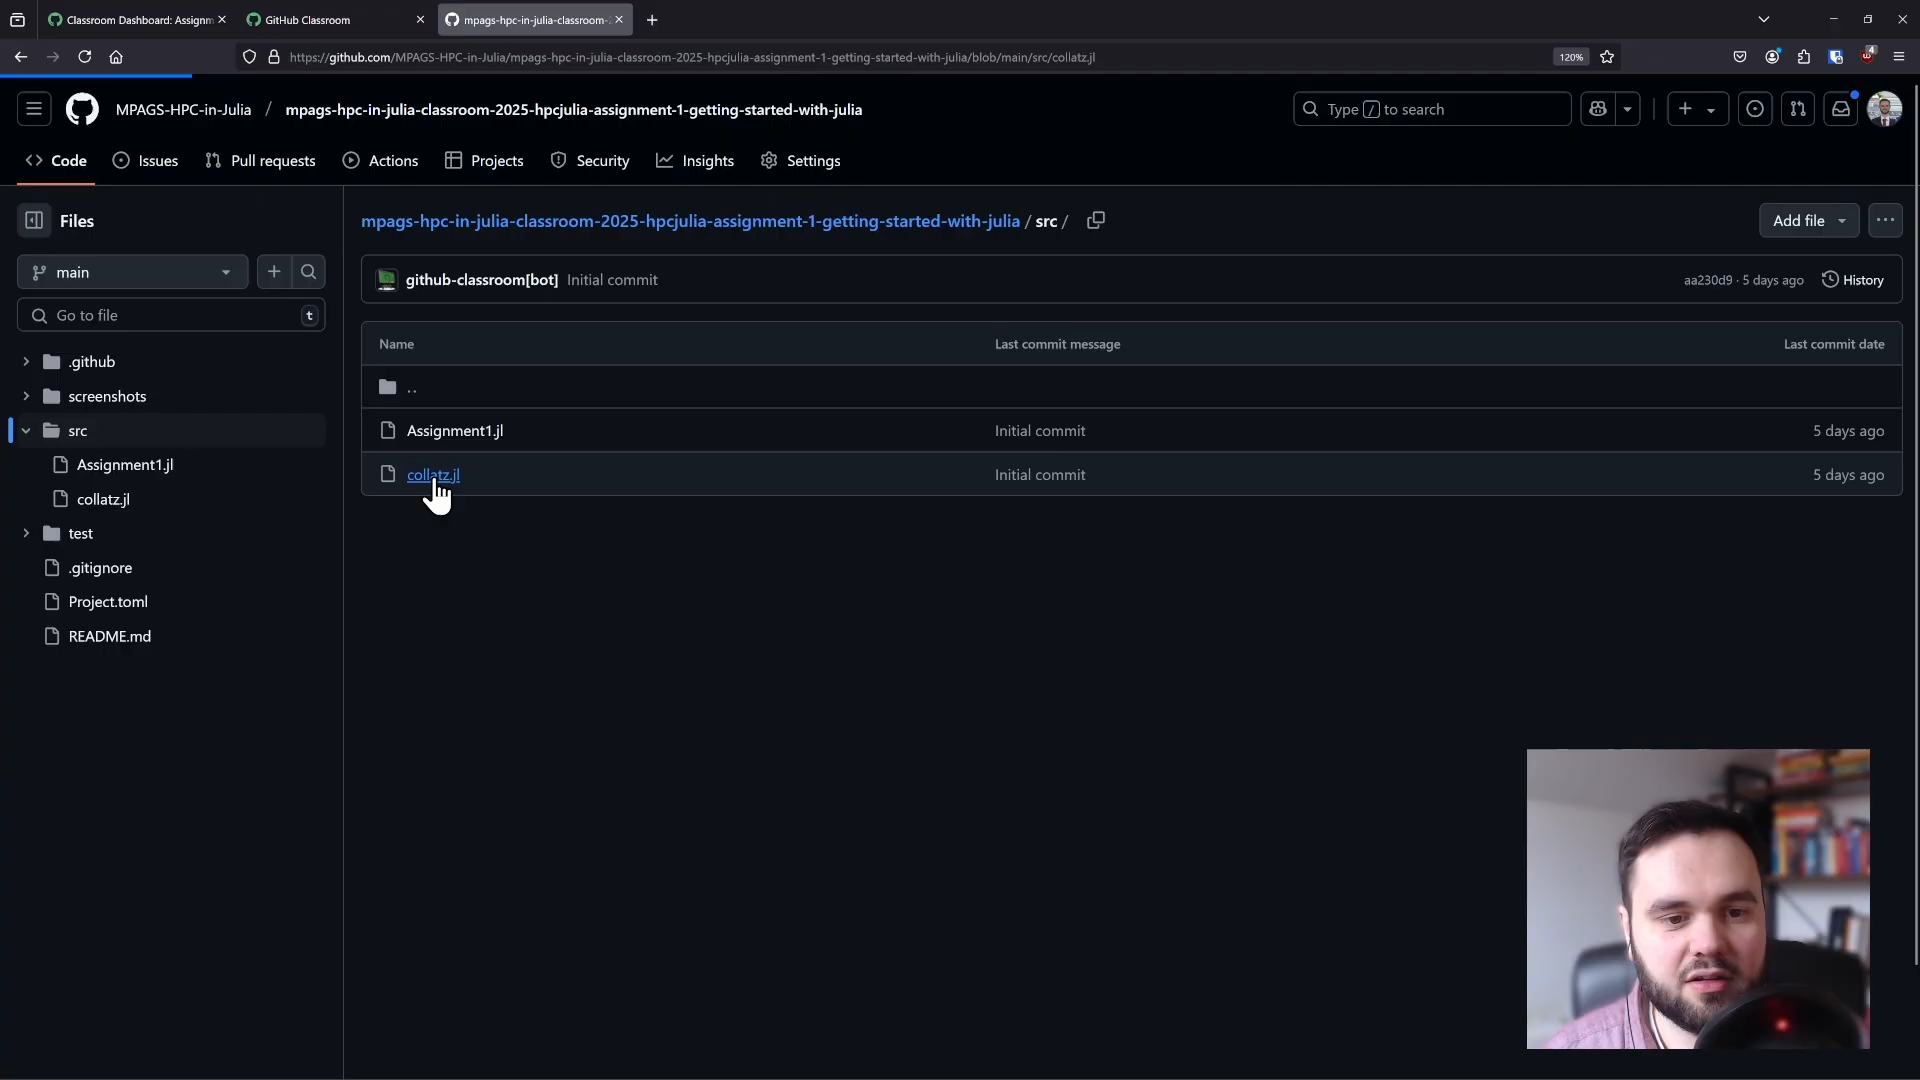 Classroom Dashboard: Assignm
GitHub Classroom
mpags-hpc-in-julia-classroom-2
https://github.com/MPAGS-HPC-in-Julia/mpags-hpc-in-julia-classroom-2025-hpcjulia-assignment-1-getting-started-with-julia/blob/main/src/collatz.jl
120%
4
MPAGS-HPC-in-Julia / mpags-hpc-in-julia-classroom-2025-hpcjulia-assignment-1-getting-started-with-julia
Type / to search
Code
Issues
Pull requests
Actions
Projects
Security
Insights
Settings
Files
mpags-hpc-in-julia-classroom-2025-hpcjulia-assignment-1-getting-started-with-julia / src /
Add file
main
github-classroom[bot] Initial commit
aa230d9 · 5 days ago
History
Go to file
t
Name
Last commit message
Last commit date
.github
..
screenshots
src
Assignment1.jl
Initial commit
5 days ago
Assignment1.jl
collatz.jl
Initial commit
5 days ago
collatz.jl
test
.gitignore
Project.toml
README.md